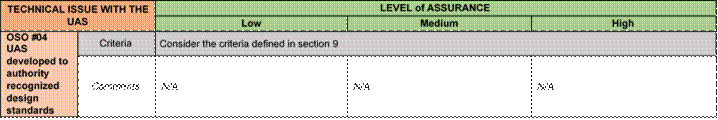 TECHNICAL ISSUE WITH THE UAS
LEVEL of ASSURANCE
Low Medium High
OSO #04
UAS
developed to
authority
recognized
design
standards
Criteria
Consider the criteria defined in section 9
Comments
N/A N/A N/A